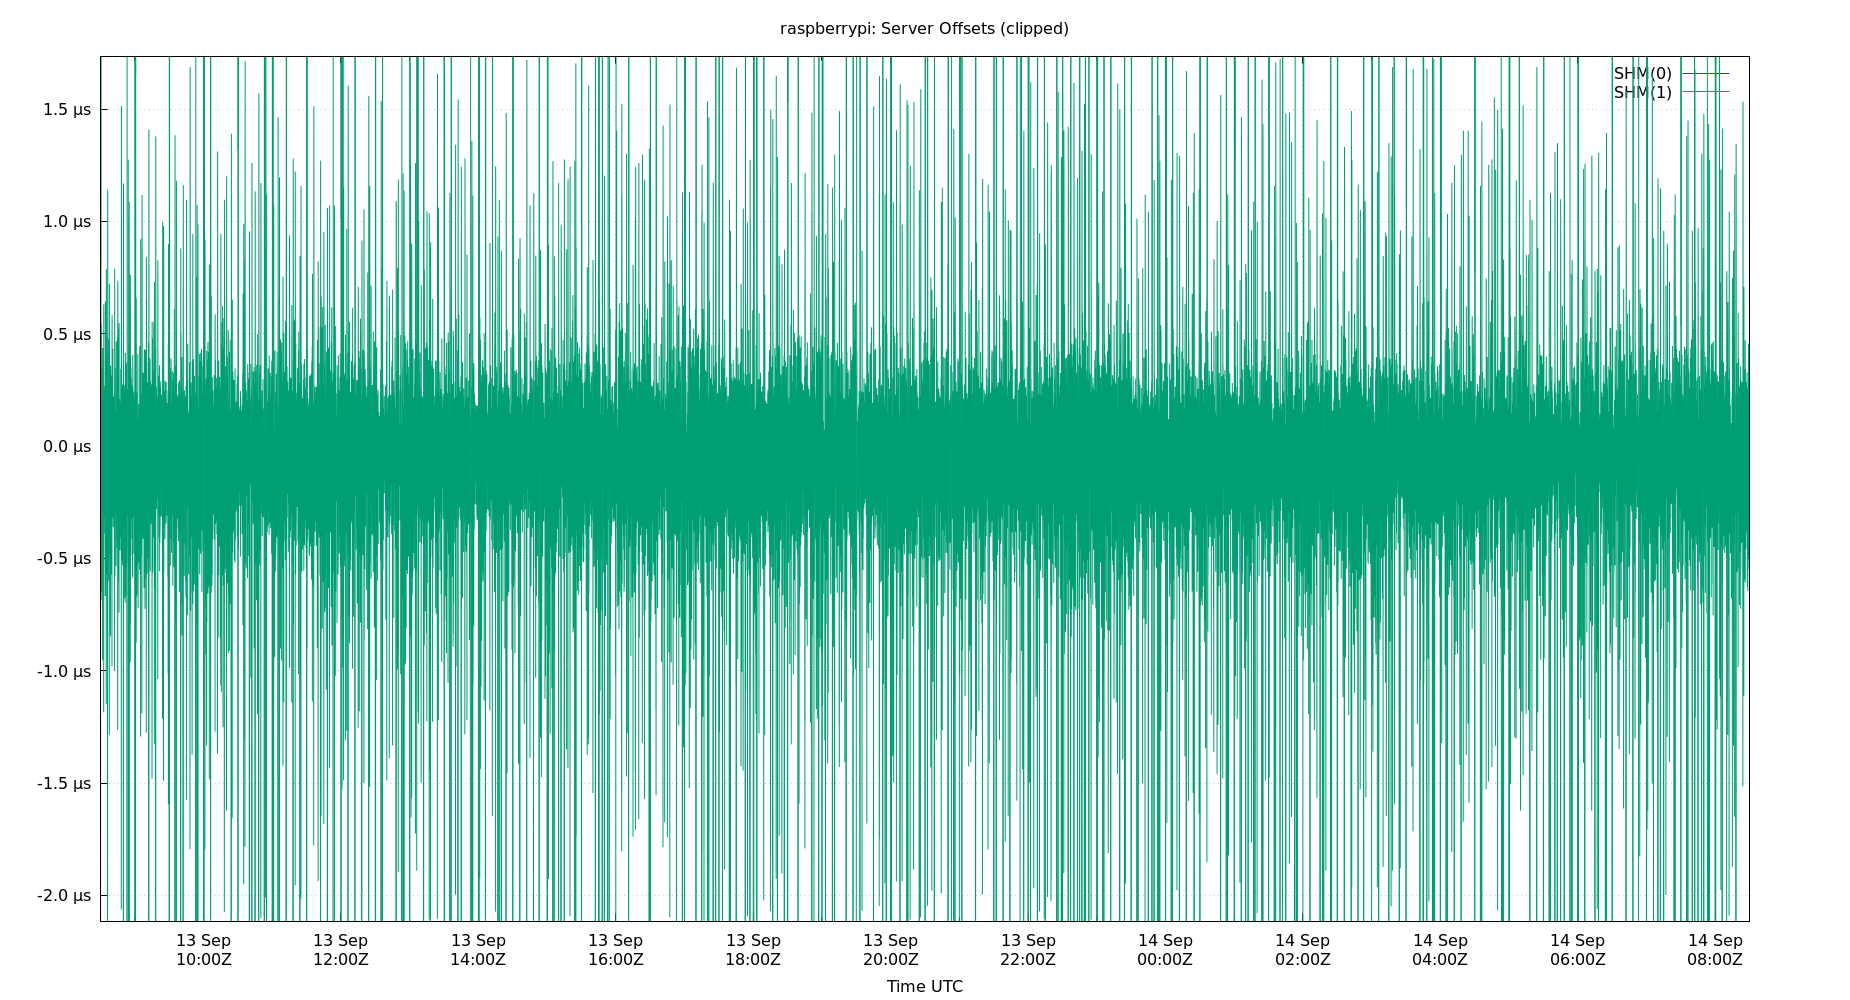 raspberrypi: Server Offsets (clipped)
SHM(0)
SHM(1)
1.5 µs
1.0 µs
0.5 µs
0.0 µs
-0.5 µs
-1.0 µs
-1.5 µs
-2.0 µs
13 Sep 13 Sep 13 Sep 13 Sep 13 Sep 13 Sep 13 Sep 14 Sep 14 Sep 14 Sep 14 Sep 14 Sep
10:00Z 12:00Z 14:00Z 16:00Z 18:00Z 20:00Z 22:00Z 00:00Z 02:00Z 04:00Z 06:00Z 08:00Z
Time UTC